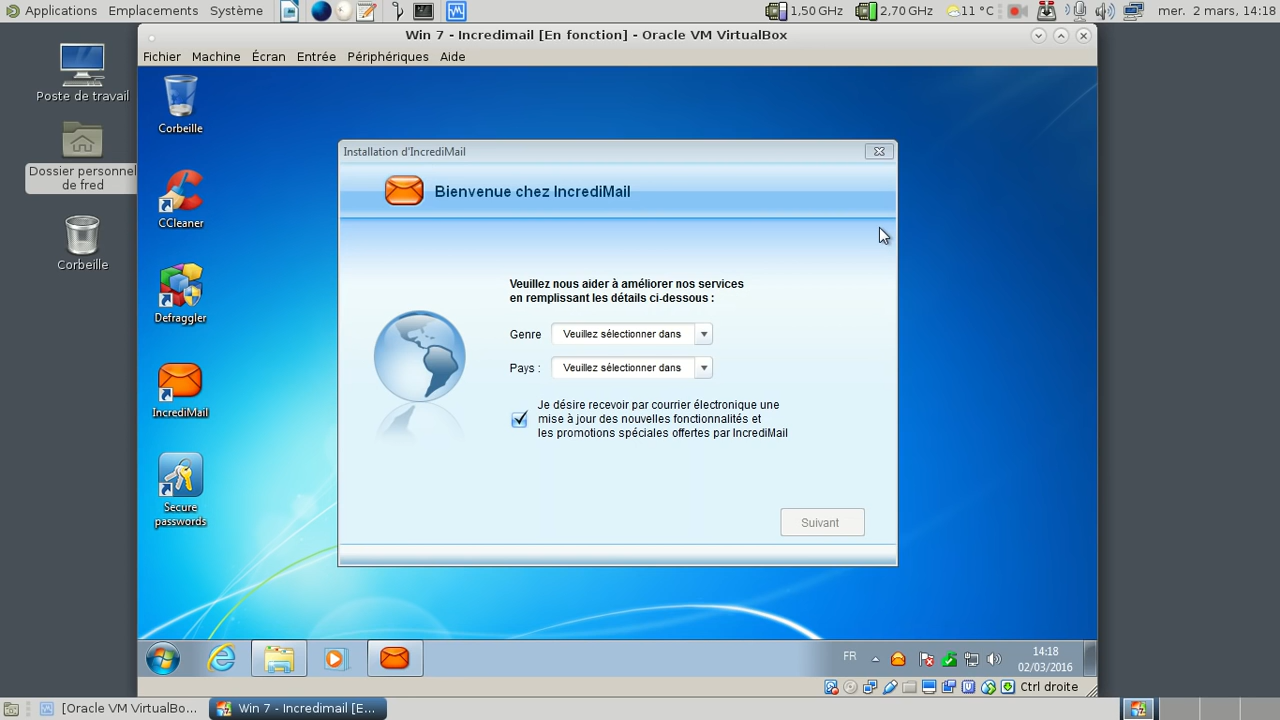 Applications Emplacements Système 1,50 GHz 2,70 GHz 11 °C mer. 2 mars, 14:18
Win 7 - Incredimail [En fonction] - Oracle VM VirtualBox
Fichier Machine Écran Entrée Périphériques Aide
Poste de travail
Dossier personnel
de fred
Corbeille
Corbeille
CCleaner
Defraggler
IncrediMail
Secure
passwords
Installation d'IncrediMail
Bienvenue chez IncrediMail
Veuillez nous aider à améliorer nos services
en remplissant les détails ci-dessous :
Genre Veuillez sélectionner dans
Pays : Veuillez sélectionner dans
Je désire recevoir par courrier électronique une
mise à jour des nouvelles fonctionnalités et
les promotions spéciales offertes par IncrediMail
Suivant
FR 14:18
02/03/2016
Ctrl droite
[Oracle VM VirtualBo... Win 7 - Incredimail [E...